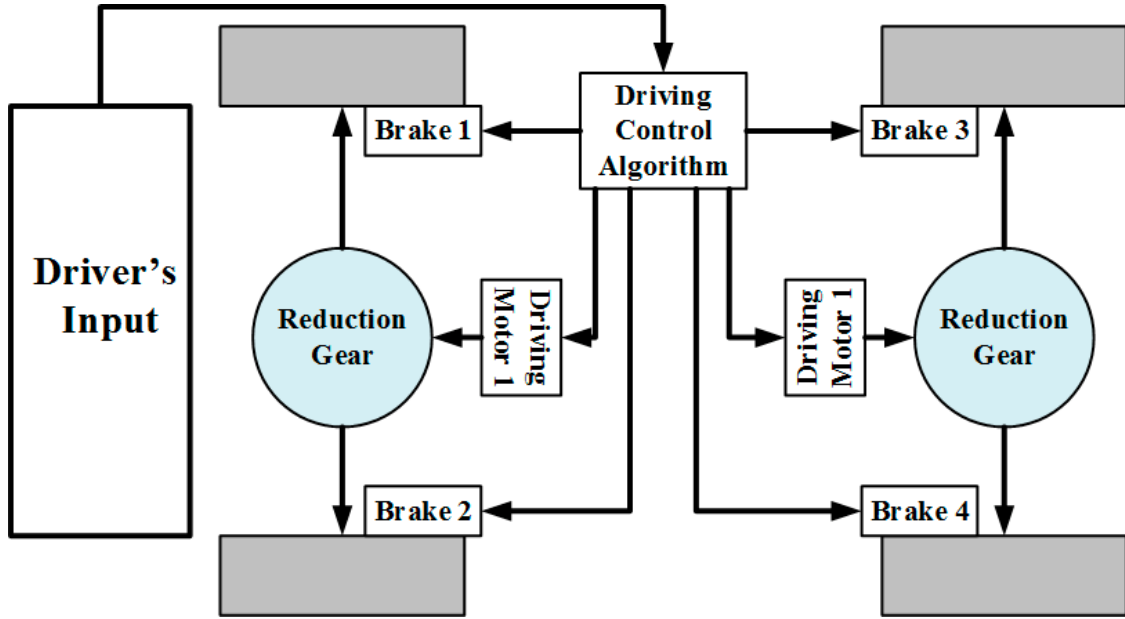 Driver's
Input
Brake 1
Driving
Control
Algorithm
Brake 3
Reduction
Gear
Driving
Motor 1
Driving
Motor 1
Reduction
Gear
Brake 2
Brake 4